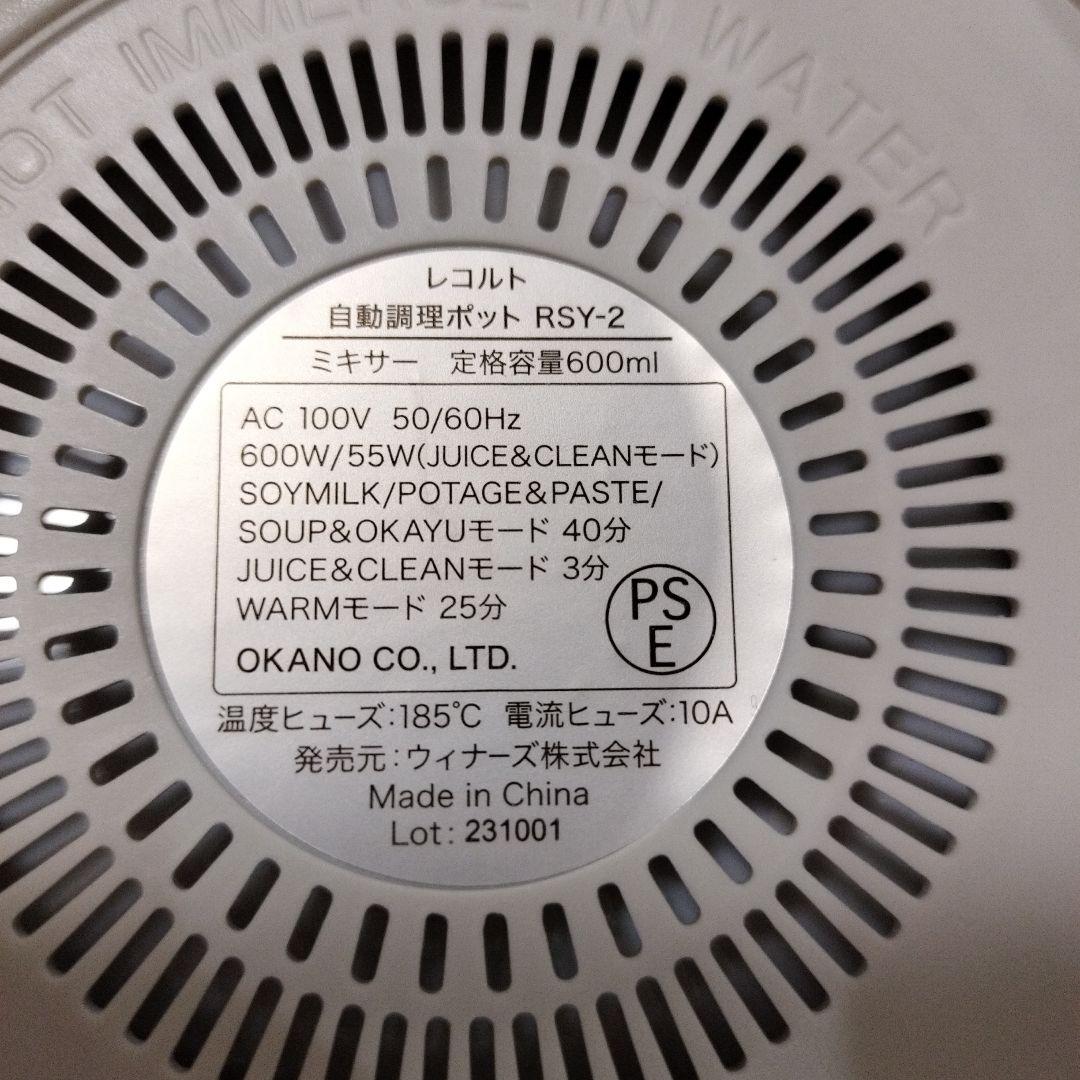 NOT IMMERSE IN WATER
レコルト
自動調理ポット RSY-2
ミキサー 定格容量600ml
AC 100V 50/60Hz
600W/55W(JUICE&CLEANモード)
SOYMILK/POTAGE&PASTE/
SOUP&OKAYUモード 40分
JUICE&CLEANモード 3分
WARMモード 25分
PS
E
OKANO CO., LTD.
温度ヒューズ:185℃ 電流ヒューズ:10A
発売元:ウィナーズ株式会社
Made in China
Lot: 231001